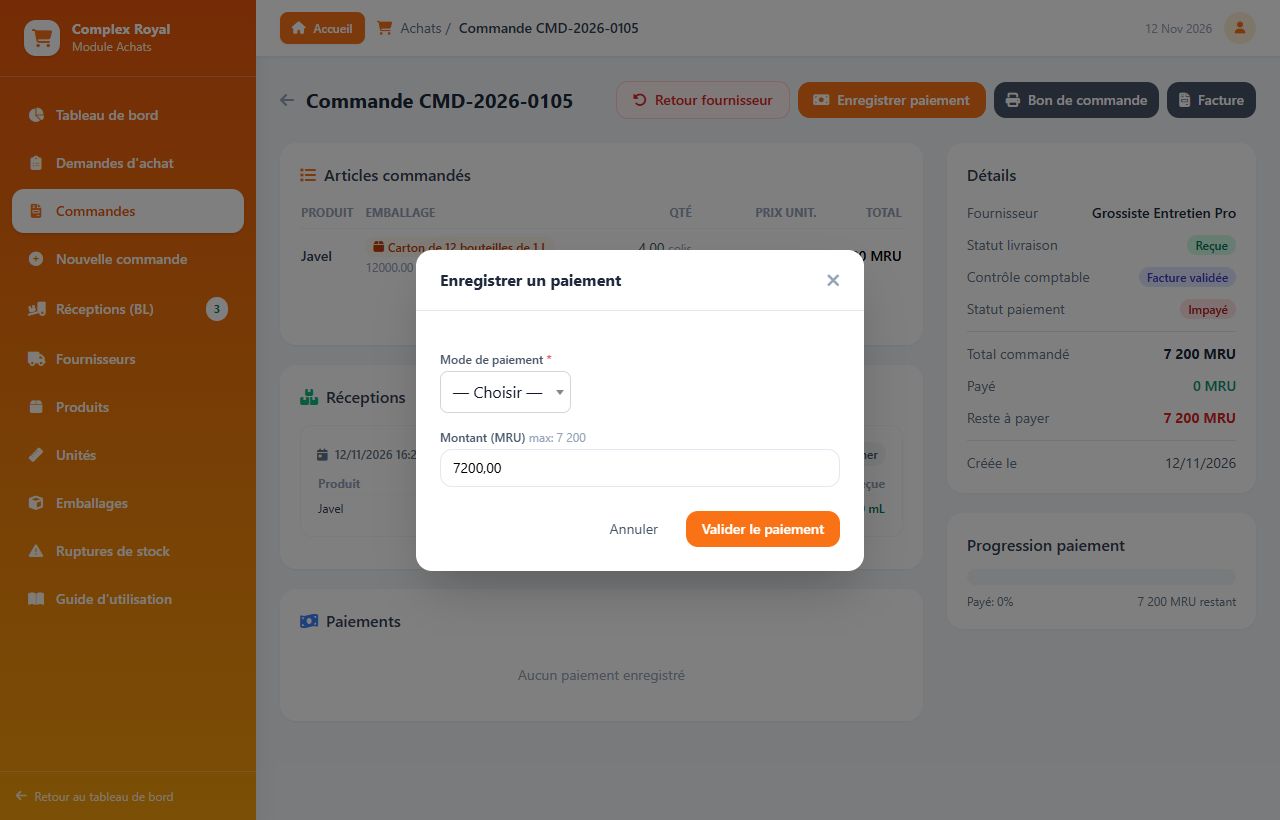 Complex Royal
Module Achats
Tableau de bord
Demandes d'achat
Commandes
Nouvelle commande
Réceptions (BL) 3
Fournisseurs
Produits
Unités
Emballages
Ruptures de stock
Guide d'utilisation
Retour au tableau de bord
Accueil Achats / Commande CMD-2026-0105 12 Nov 2026
Commande CMD-2026-0105 Retour fournisseur Enregistrer paiement Bon de commande Facture
Articles commandés
PRODUIT EMBALLAGE QTÉ PRIX UNIT. TOTAL
Javel Carton de 12 bouteilles de 1 L 4.00 colis 0 MRU
12000.00
Réceptions
12/11/2026 16:2
Produit
Javel mL
Paiements
Aucun paiement enregistré
Enregistrer un paiement
Mode de paiement *
— Choisir —
Montant (MRU) max: 7 200
7200,00
Annuler Valider le paiement
Détails
Fournisseur Grossiste Entretien Pro
Statut livraison Reçue
Contrôle comptable Facture validée
Statut paiement Impayé
Total commandé 7 200 MRU
Payé 0 MRU
Reste à payer 7 200 MRU
Créée le 12/11/2026
Progression paiement
Payé: 0% 7 200 MRU restant